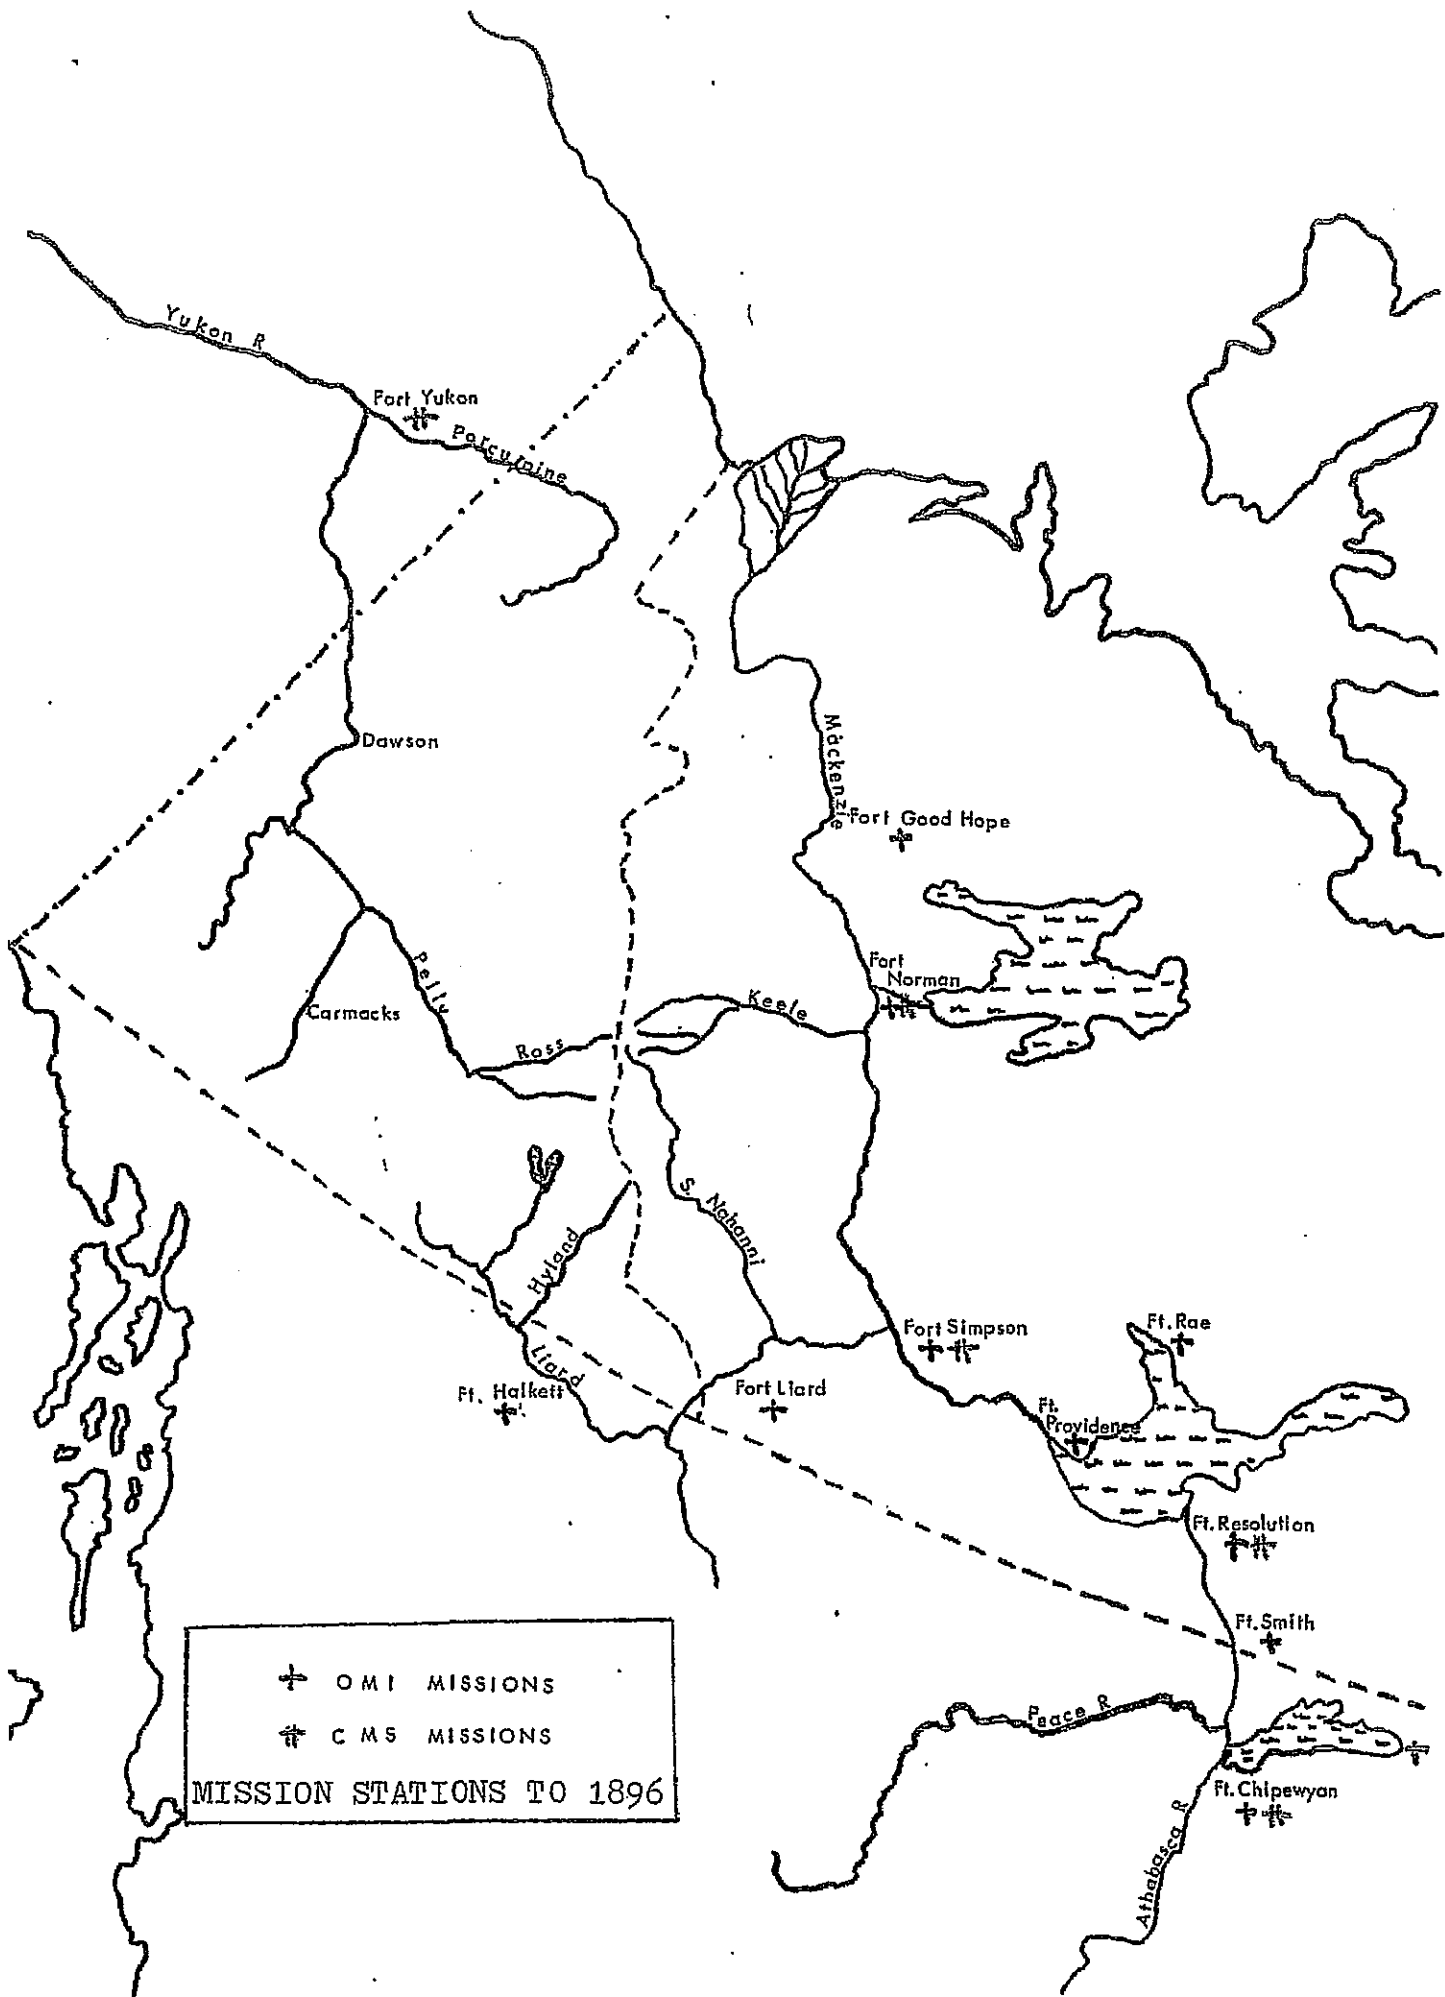 Yukon R
Fort Yukon
Porcupine
Dawson
Mackenzie
Fort Good Hope
Fort
Norman
Pelly
Keele
Carmacks
Ross
S. Nahanni
Hyland
Fort Simpson
Ft. Rae
Liard
Ft. Halkett
Fort Liard
Ft.
Providence
Ft. Resolution
Ft. Smith
OMI MISSIONS
CMS MISSIONS
MISSION STATIONS TO 1896
Peace R
Ft. Chipewyan
Athabasca R